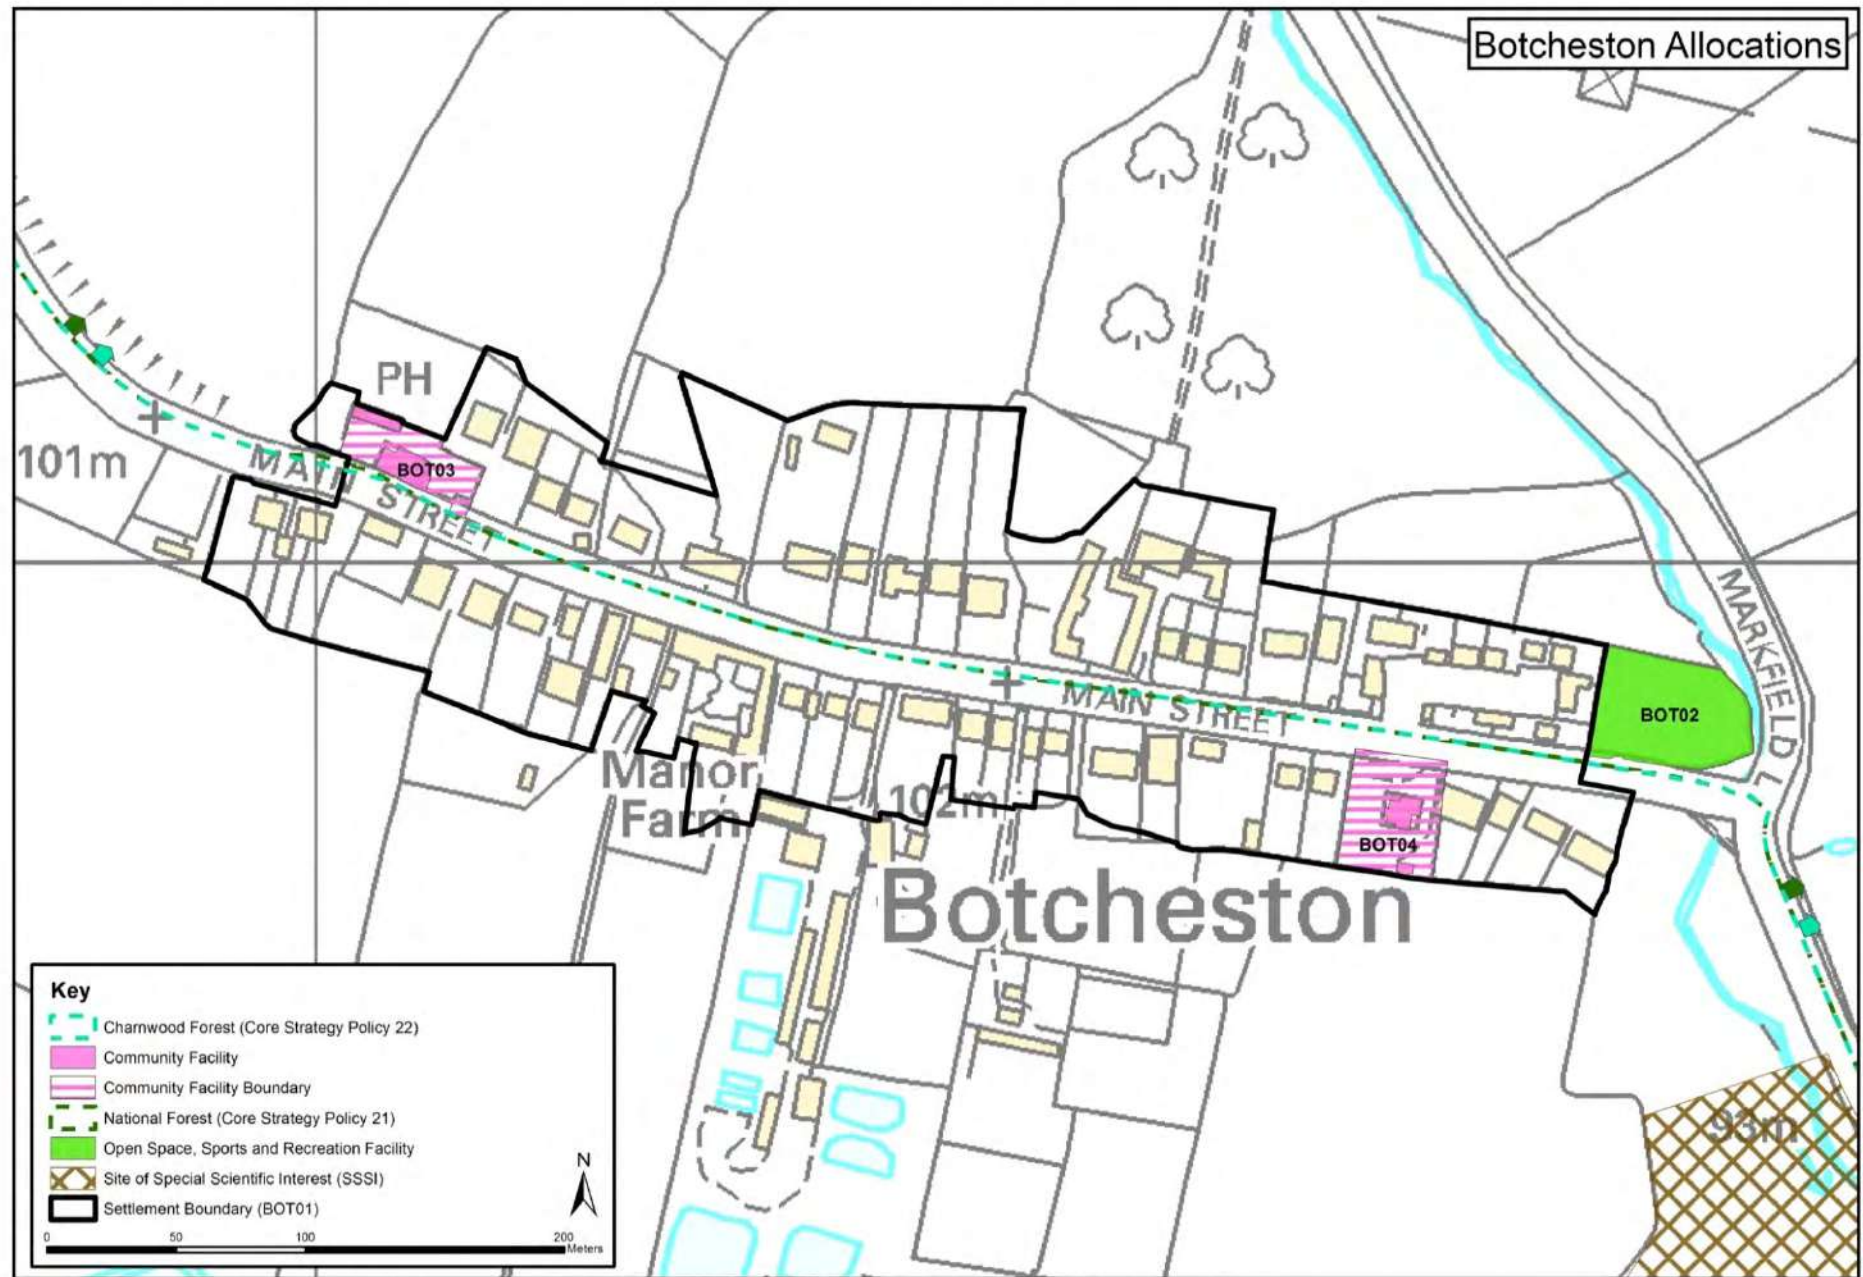 Botcheston Allocations
PH
101m
MAIN STREET
BOT03
MARKFIELD L
BOT02
MAIN STREET
Manor
Farm
102m
BOT04
Botcheston
93m
Key
Charnwood Forest (Core Strategy Policy 22)
Community Facility
Community Facility Boundary
National Forest (Core Strategy Policy 21)
Open Space, Sports and Recreation Facility
Site of Special Scientific Interest (SSSI)
Settlement Boundary (BOT01)
N
0 50 100 200
Meters